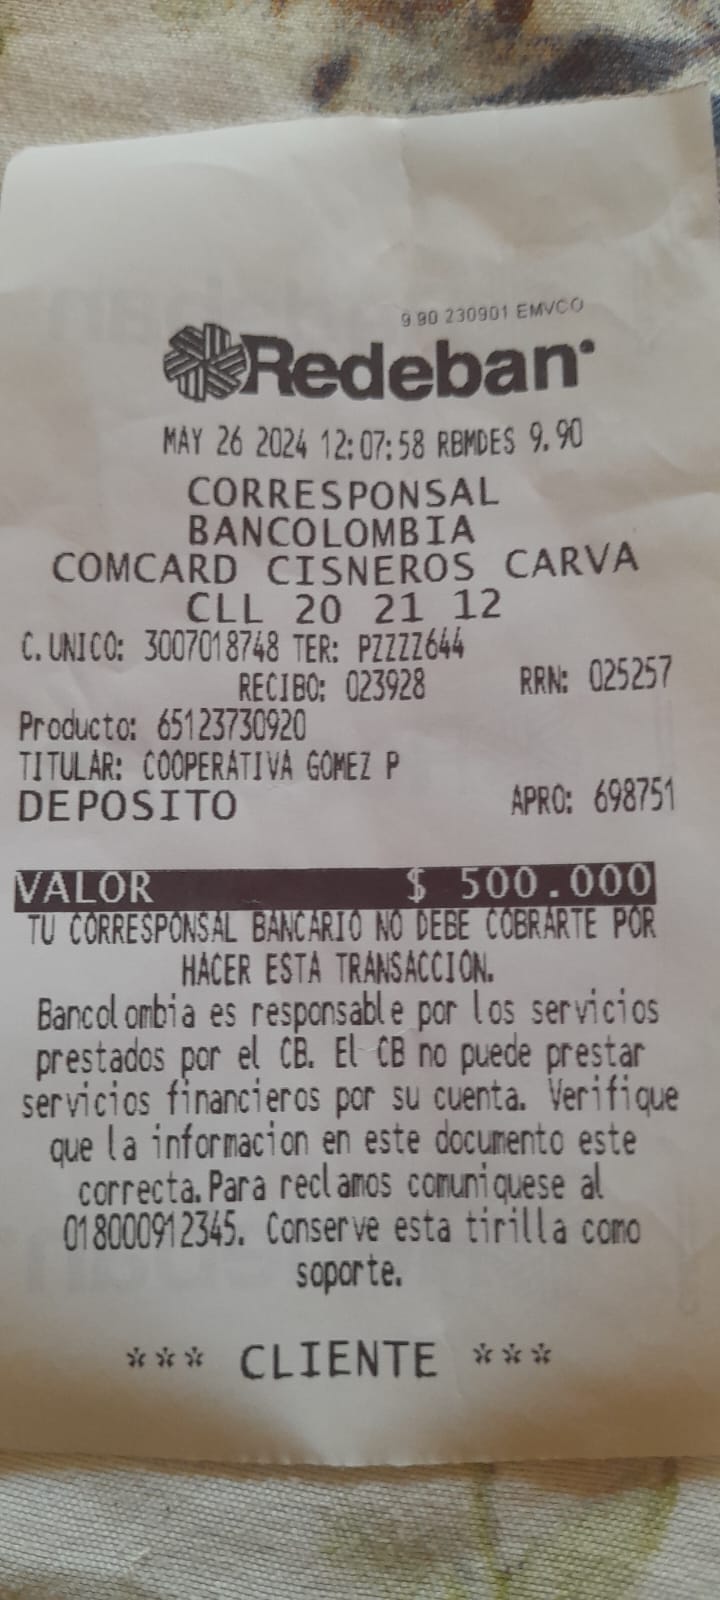 9.90 230901 EMVCO
Redeban
MAY 26 2024 12:07:58 RBMDES 9.90
CORRESPONSAL
BANCOLOMBIA
COMCARD CISNEROS CARVA
CLL 20 21 12
C. UNICO: 3007018748 TER: PZZZZ644
RECIBO: 023928 RRN: 025257
Producto: 65123730920
TITULAR: COOPERATIVA GOMEZ P
DEPOSITO APRO: 698751
VALOR $ 500.000
TU CORRESPONSAL BANCARIO NO DEBE COBRARTE POR
HACER ESTA TRANSACCION.
Bancolombia es responsable por los servicios
prestados por el CB. El CB no puede prestar
servicios financieros por su cuenta. Verifique
que la informacion en este documento este
correcta. Para reclamos comuniquese al
018000912345. Conserve esta tirilla como
soporte.
*** CLIENTE ***